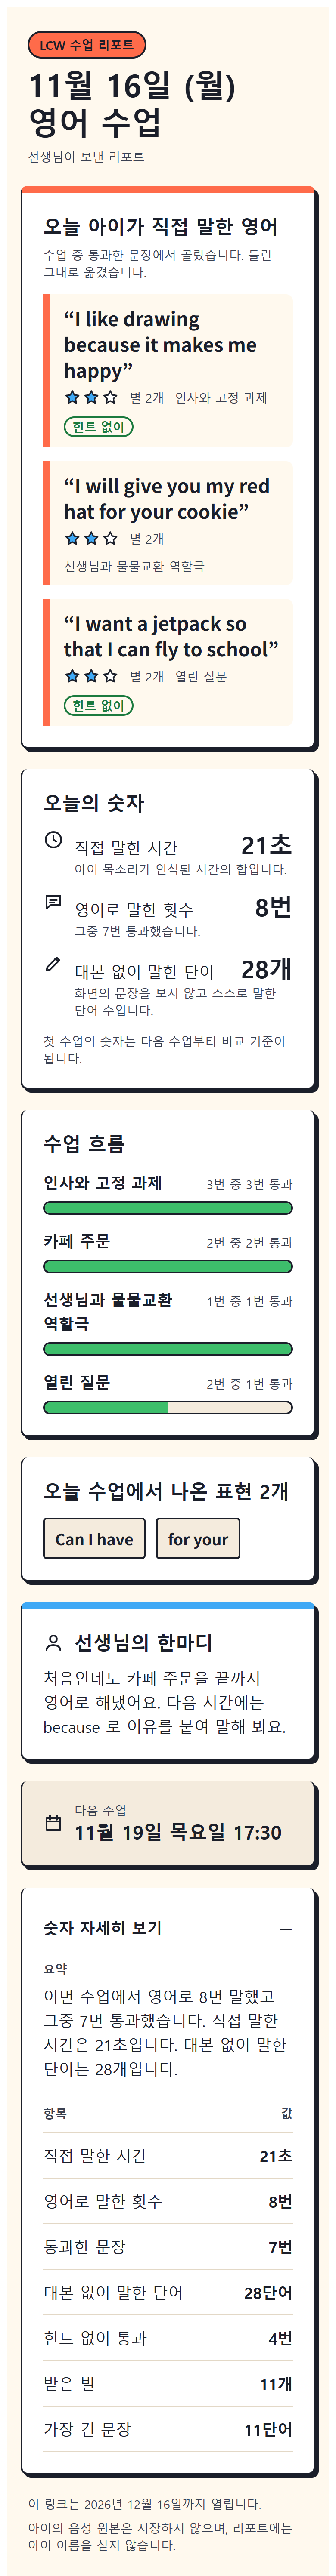 LCW 수업 리포트
11월 16일 (월)
영어 수업
선생님이 보낸 리포트
오늘 아이가 직접 말한 영어
수업 중 통과한 문장에서 골랐습니다. 들린
그대로 옮겼습니다.
“I like drawing
because it makes me
happy”
별 2개 인사와 고정 과제
힌트 없이
“I will give you my red
hat for your cookie”
별 2개
선생님과 물물교환 역할극
“I want a jetpack so
that I can fly to school”
별 2개 열린 질문
힌트 없이
오늘의 숫자
직접 말한 시간 21초
아이 목소리가 인식된 시간의 합입니다.
영어로 말한 횟수 8번
그중 7번 통과했습니다.
대본 없이 말한 단어 28개
화면의 문장을 보지 않고 스스로 말한
단어 수입니다.
첫 수업의 숫자는 다음 수업부터 비교 기준이
됩니다.
수업 흐름
인사와 고정 과제 3번 중 3번 통과
카페 주문 2번 중 2번 통과
선생님과 물물교환 1번 중 1번 통과
역할극
열린 질문 2번 중 1번 통과
오늘 수업에서 나온 표현 2개
Can I have for your
선생님의 한마디
처음인데도 카페 주문을 끝까지
영어로 해냈어요. 다음 시간에는
because 로 이유를 붙여 말해 봐요.
다음 수업
11월 19일 목요일 17:30
숫자 자세히 보기 —
요약
이번 수업에서 영어로 8번 말했고
그중 7번 통과했습니다. 직접 말한
시간은 21초입니다. 대본 없이 말한
단어는 28개입니다.
항목 값
직접 말한 시간 21초
영어로 말한 횟수 8번
통과한 문장 7번
대본 없이 말한 단어 28단어
힌트 없이 통과 4번
받은 별 11개
가장 긴 문장 11단어
이 링크는 2026년 12월 16일까지 열립니다.
아이의 음성 원본은 저장하지 않으며, 리포트에는
아이 이름을 싣지 않습니다.